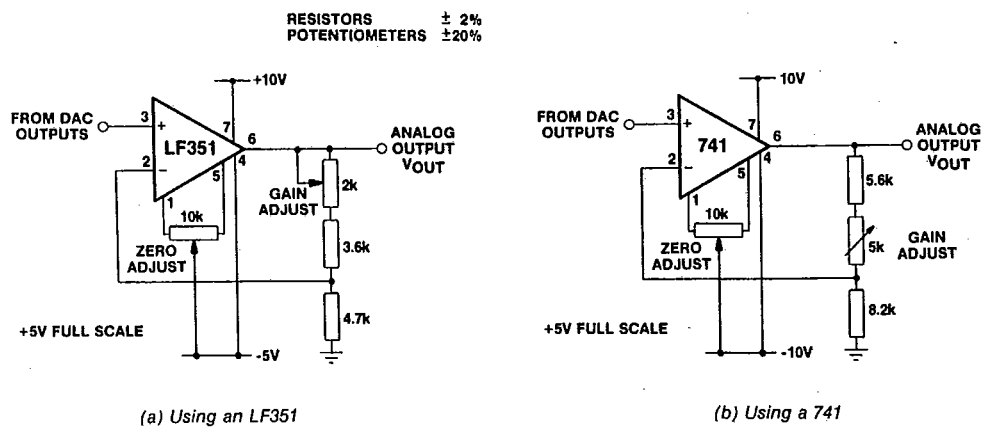 RESISTORS ± 2%
POTENTIOMETERS ±20%
+10V
FROM DAC
OUTPUTS
3
+
LF351
7
6
2
−
4
5
1
ANALOG
OUTPUT
VOUT
GAIN
ADJUST
2k
10k
ZERO
ADJUST
3.6k
4.7k
+5V FULL SCALE
-5V
(a) Using an LF351
10V
FROM DAC
OUTPUTS
3
+
741
7
6
2
−
4
5
1
ANALOG
OUTPUT
VOUT
5.6k
10k
ZERO
ADJUST
5k
GAIN
ADJUST
8.2k
+5V FULL SCALE
-10V
(b) Using a 741